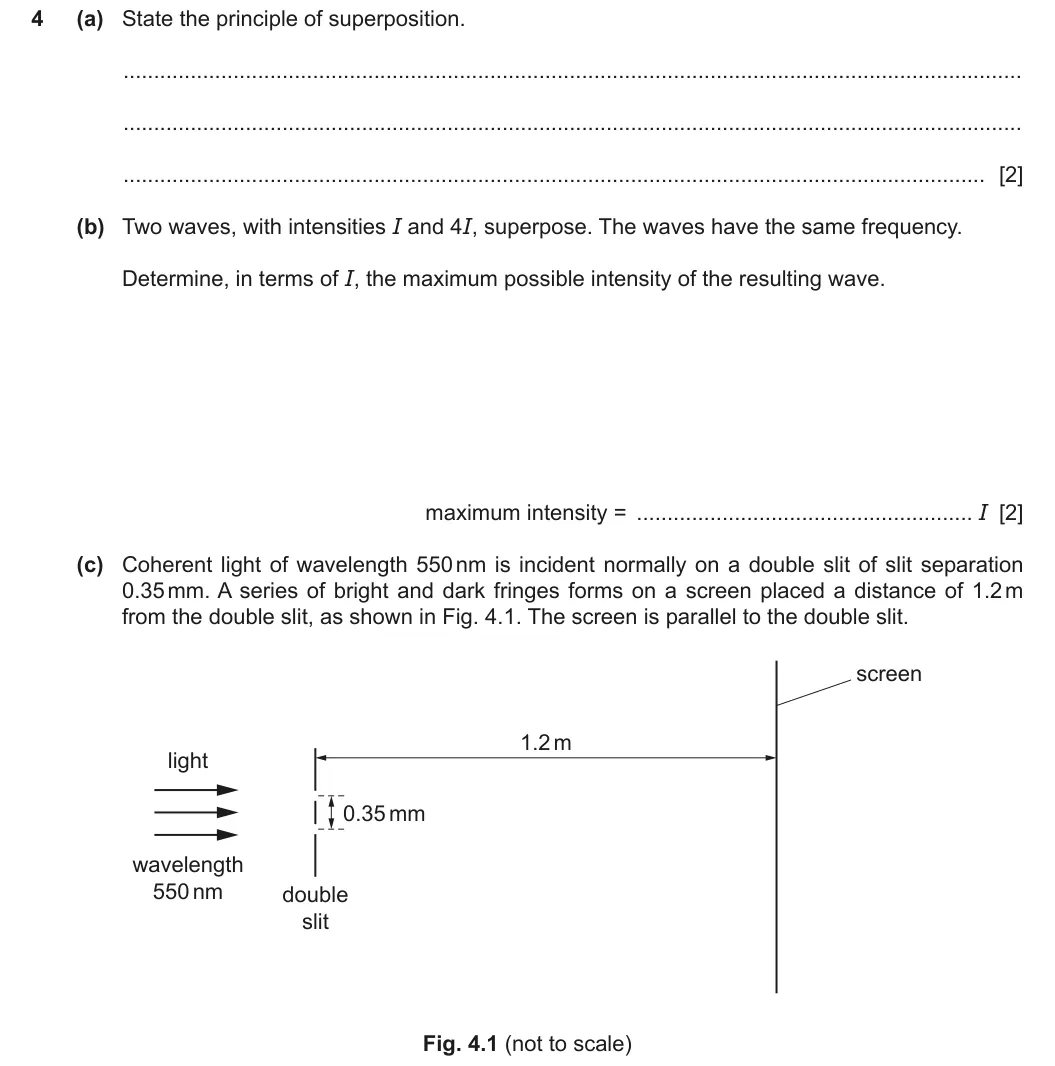 4 (a) State the principle of superposition.
..........................................................................................................................................................
..........................................................................................................................................................
.................................................................................................................................................... [2]
(b) Two waves, with intensities I and 4I, superpose. The waves have the same frequency.
Determine, in terms of I, the maximum possible intensity of the resulting wave.
maximum intensity = ....................................................... I [2]
(c) Coherent light of wavelength 550 nm is incident normally on a double slit of slit separation
0.35 mm. A series of bright and dark fringes forms on a screen placed a distance of 1.2 m
from the double slit, as shown in Fig. 4.1. The screen is parallel to the double slit.
screen
1.2 m
light
0.35 mm
wavelength
550 nm
double
slit
Fig. 4.1 (not to scale)